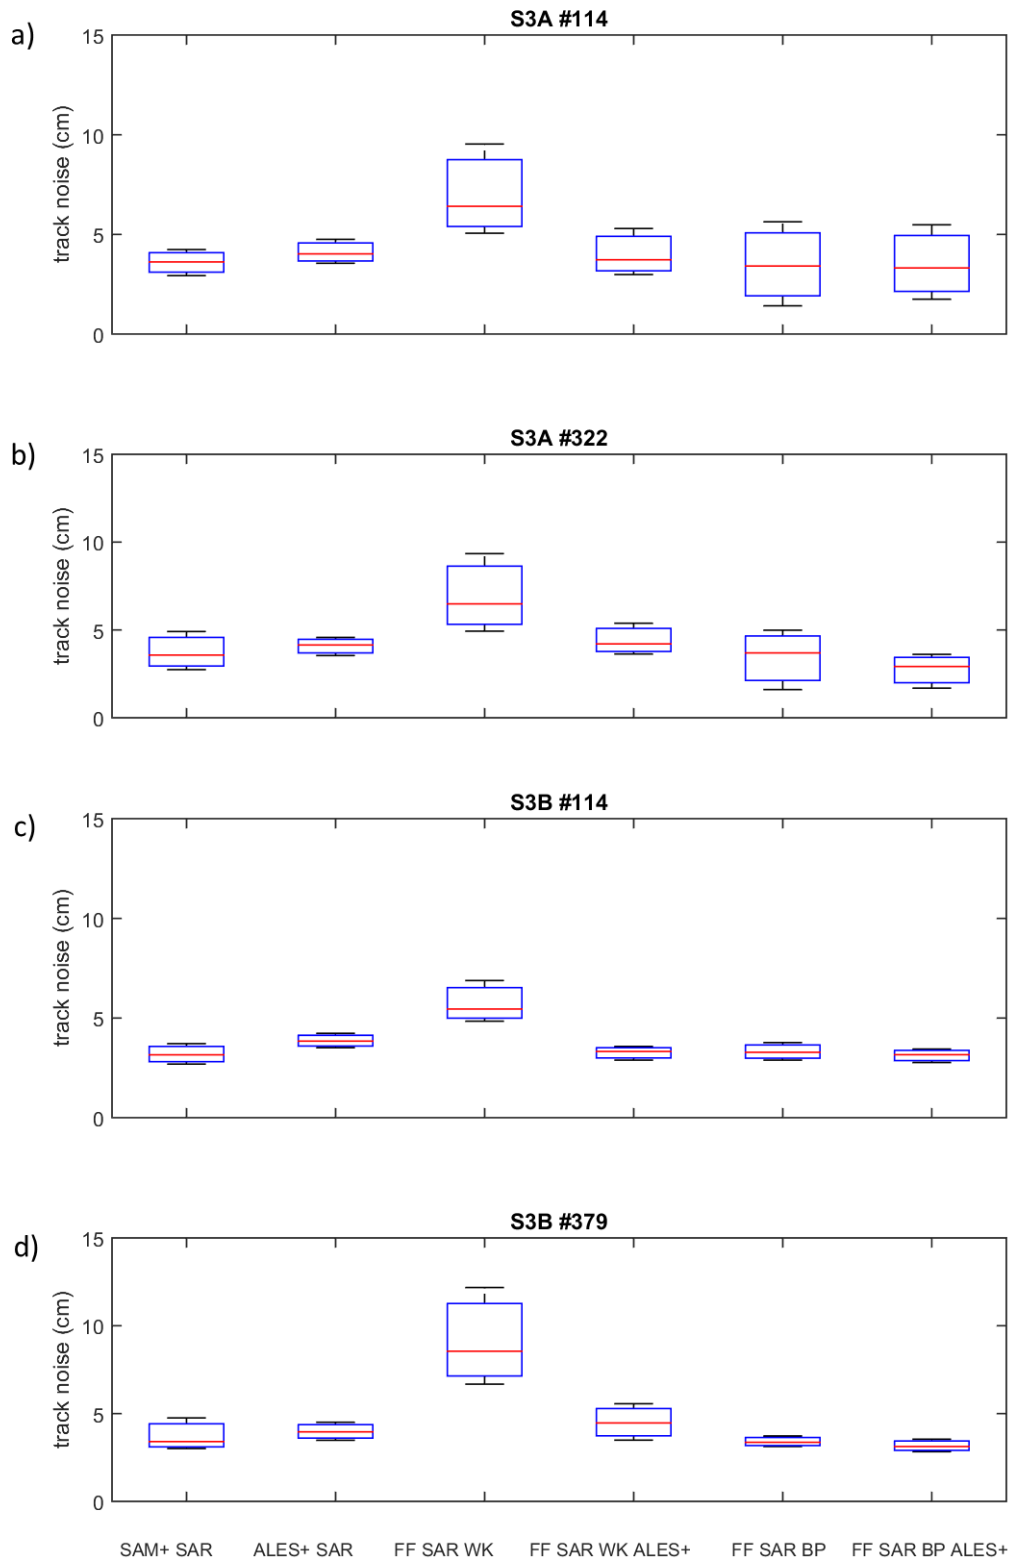 a)
S3A #114
track noise (cm)
15
10
5
0
b)
S3A #322
track noise (cm)
15
10
5
0
c)
S3B #114
track noise (cm)
15
10
5
0
d)
S3B #379
track noise (cm)
15
10
5
0
SAM+ SAR ALES+ SAR FF SAR WK FF SAR WK ALES+ FF SAR BP FF SAR BP ALES+